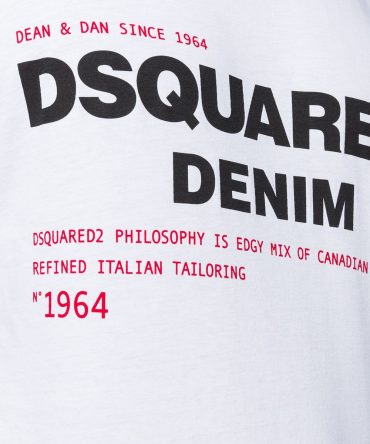 DEAN & DAN SINCE 1964
DSQUARE
DENIM
DSQUARED2 PHILOSOPHY IS EDGY MIX OF CANADIAN
REFINED ITALIAN TAILORING
N° 1964